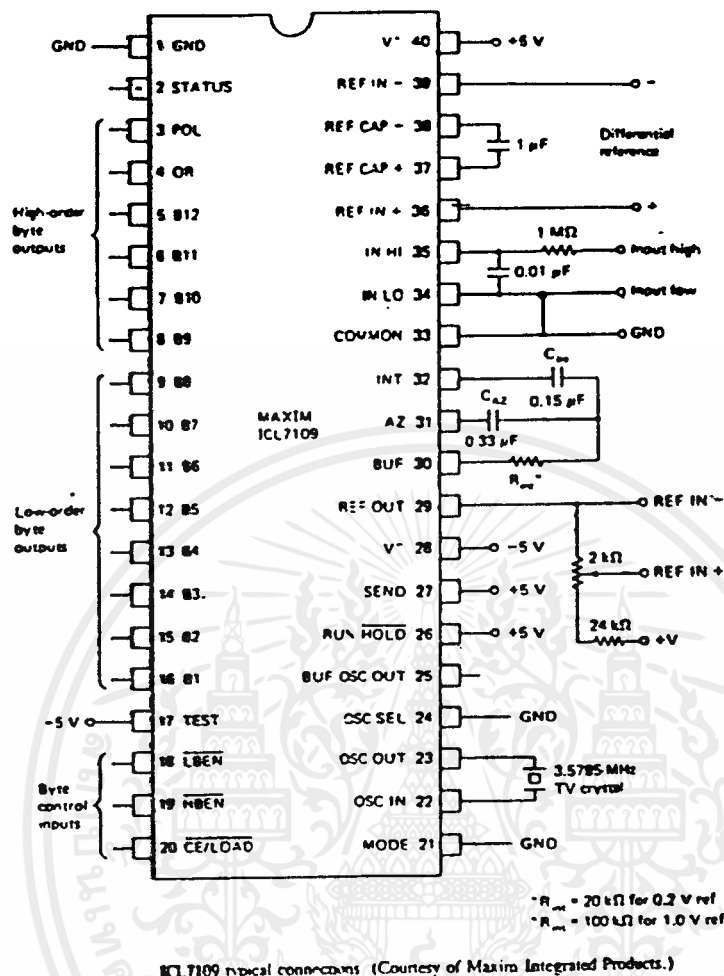 GND
1 GND
2 STATUS
3 POL
4 OR
5 B12
6 B11
7 B10
8 B9
9 B8
10 B7
11 B6
12 B5
13 B4
14 B3
15 B2
16 B1
-5 V
17 TEST
18 LBEN
19 HBEN
20 CE/LOAD
High-order
byte
outputs
Low-order
byte
outputs
Byte
control
inputs
MAXIM
ICL7109
V⁺ 40
+5 V
REF IN − 39
−
REF CAP − 38
REF CAP + 37
1 µF
Differential
reference
REF IN + 36
+
IN HI 35
1 MΩ
Input high
0.01 µF
IN LO 34
Input low
COMMON 33
GND
INT 32
C int
0.15 µF
AZ 31
C AZ
0.33 µF
BUF 30
R int *
REF OUT 29
REF IN −
V⁻ 28
−5 V
2 kΩ
REF IN +
SEND 27
+5 V
RUN/HOLD 26
+5 V
24 kΩ
+V
BUF OSC OUT 25
OSC SEL 24
GND
OSC OUT 23
3.5795-MHz
TV crystal
OSC IN 22
MODE 21
GND
*R int = 20 kΩ for 0.2 V ref
*R int = 100 kΩ for 1.0 V ref
ICL7109 typical connections (Courtesy of Maxim Integrated Products.)